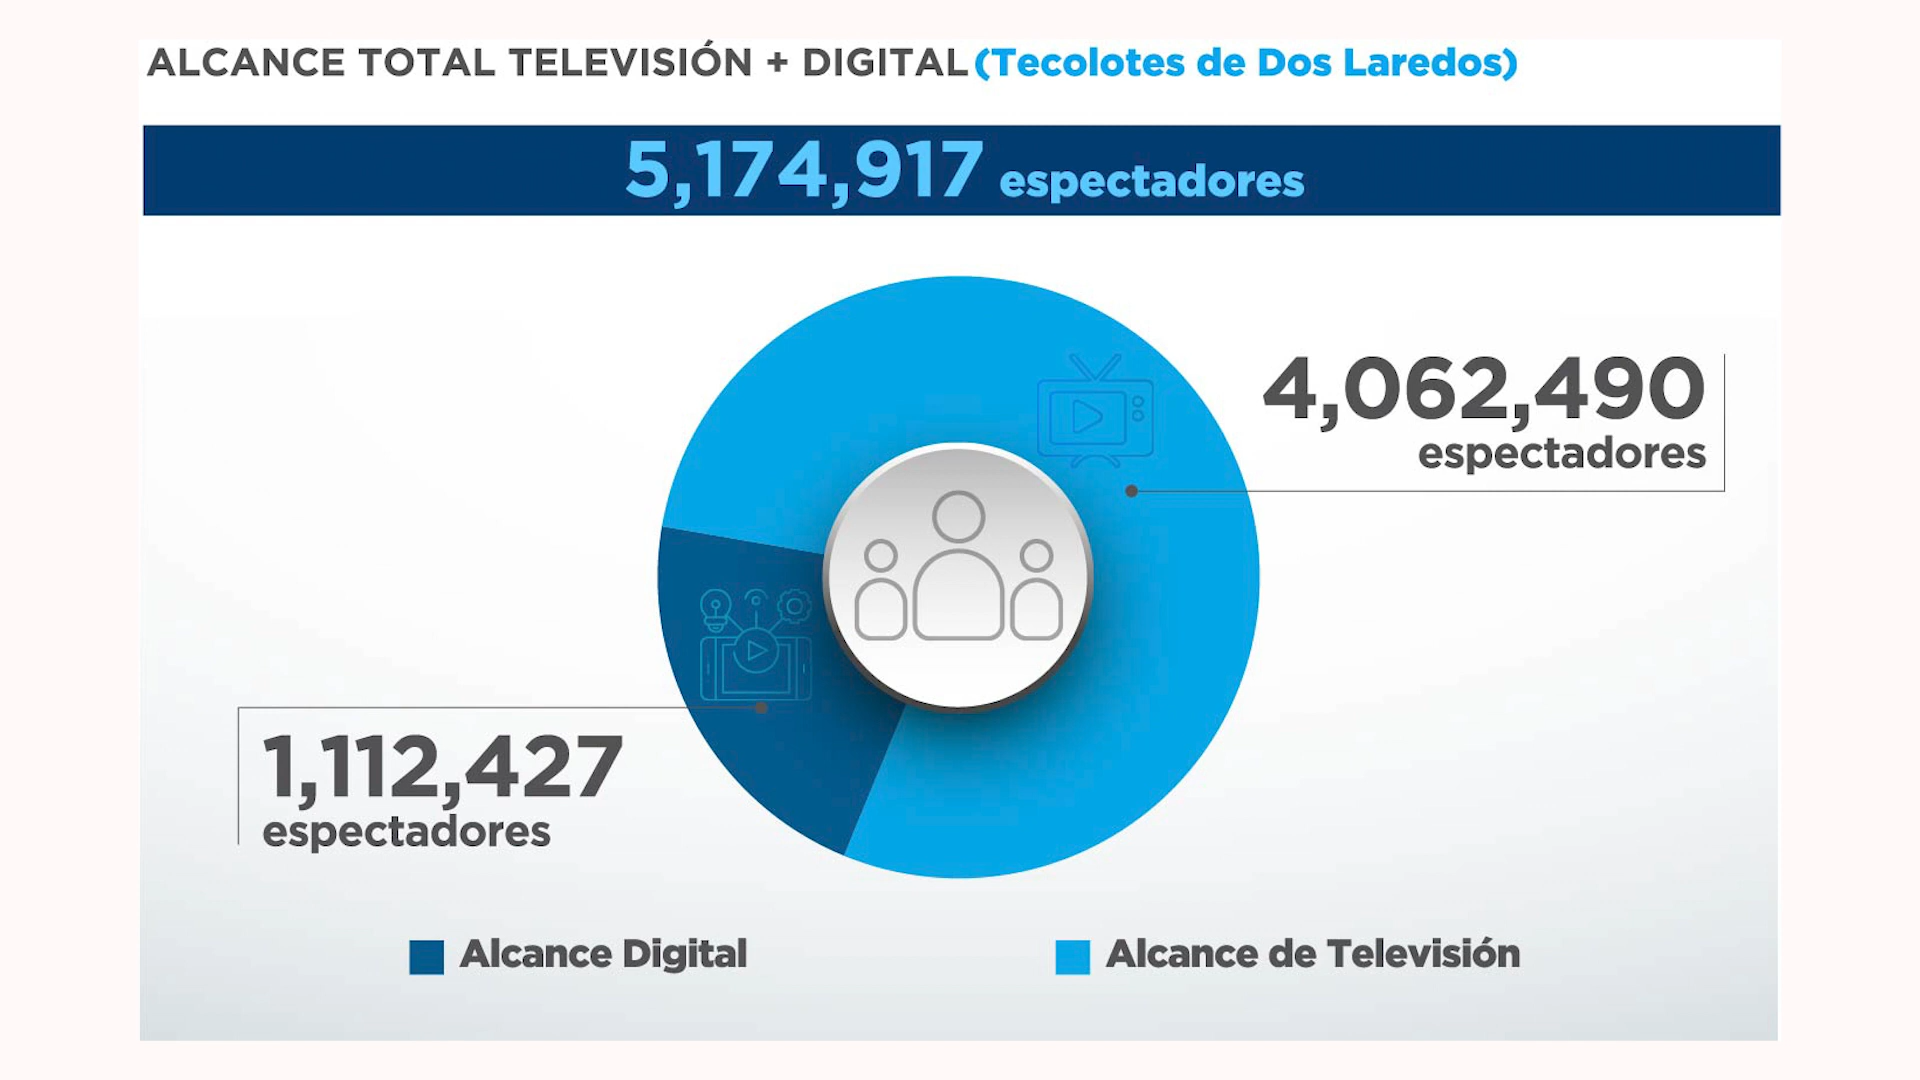 ALCANCE TOTAL TELEVISIÓN + DIGITAL (Tecolotes de Dos Laredos)
5,174,917 espectadores
4,062,490
espectadores
1,112,427
espectadores
Alcance Digital
Alcance de Televisión